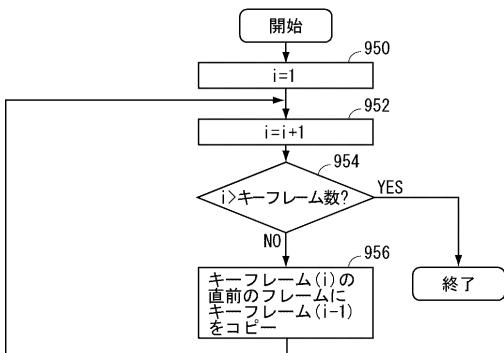 開始
950
i=1
952
i=i+1
954
i>キーフレーム数?
YES
NO
956
キーフレーム(i)の
直前のフレームに
キーフレーム(i-1)
をコピー
終了